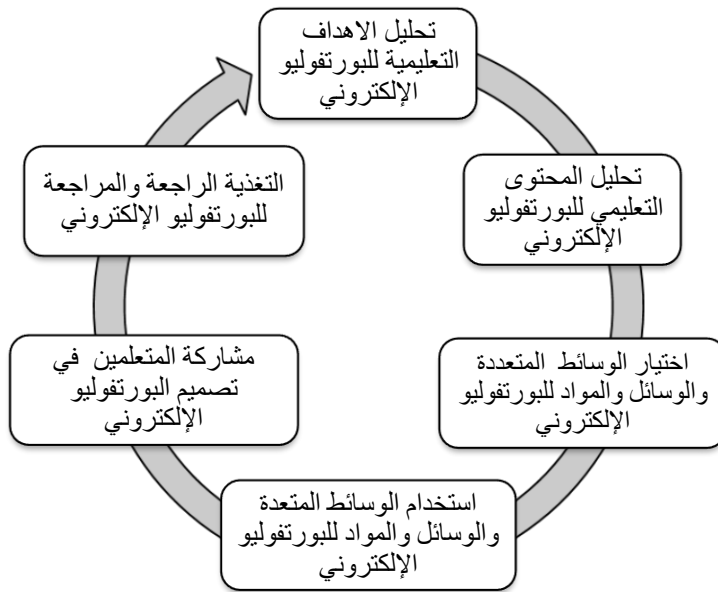 تحليل الاهداف
التعليمية للبورتفوليو
الإلكتروني
تحليل المحتوى
التعليمي للبورتفوليو
الإلكتروني
اختيار الوسائط المتعددة
والوسائل والمواد للبورتفوليو
الإلكتروني
استخدام الوسائط المتعدة
والوسائل والمواد للبورتفوليو
الإلكتروني
مشاركة المتعلمين في
تصميم البورتفوليو
الإلكتروني
التغذية الراجعة والمراجعة
للبورتفوليو الإلكتروني